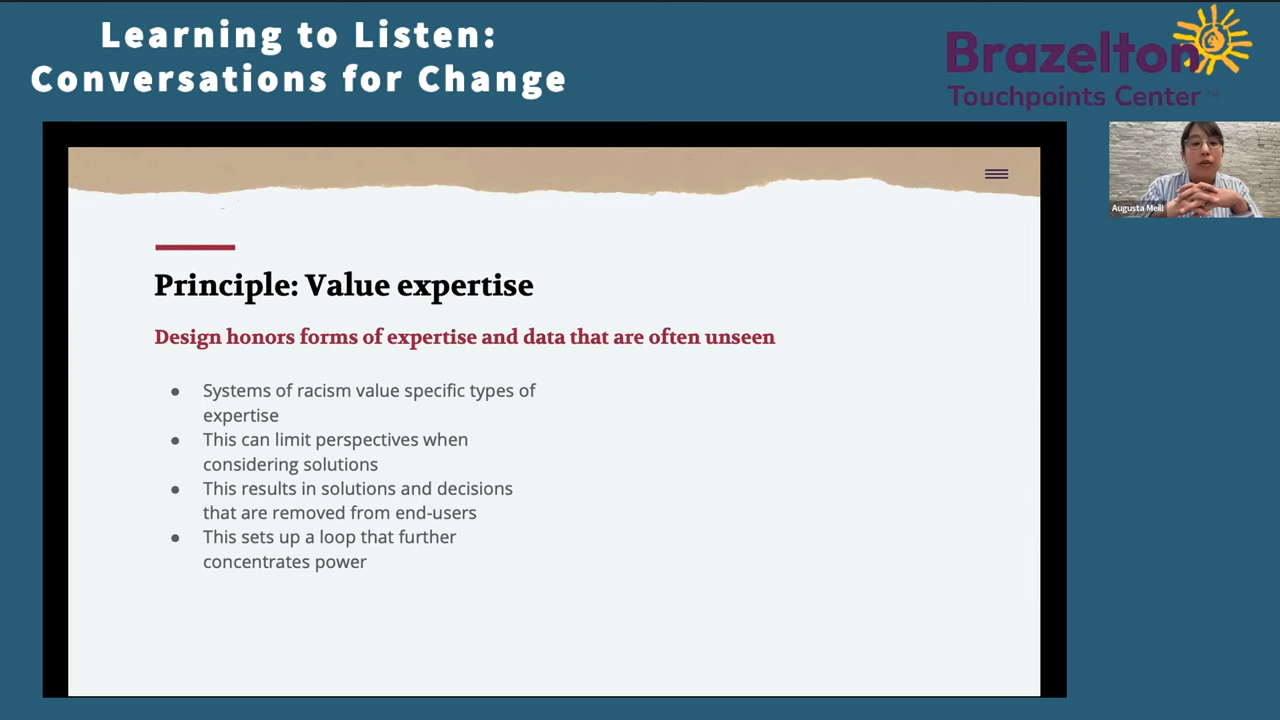 Learning to Listen:
Conversations for Change
Brazelton
Touchpoints Center™
Augusta Meill
Principle: Value expertise
Design honors forms of expertise and data that are often unseen
● Systems of racism value specific types of
expertise
● This can limit perspectives when
considering solutions
● This results in solutions and decisions
that are removed from end-users
● This sets up a loop that further
concentrates power